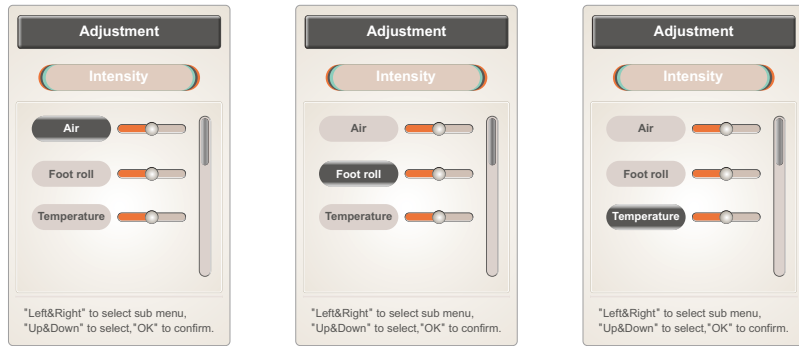 Adjustment
Intensity
Air
Foot roll
Temperature
"Left&Right" to select sub menu,
"Up&Down" to select,"OK" to confirm.
Adjustment
Intensity
Air
Foot roll
Temperature
"Left&Right" to select sub menu,
"Up&Down" to select,"OK" to confirm.
Adjustment
Intensity
Air
Foot roll
Temperature
"Left&Right" to select sub menu,
"Up&Down" to select,"OK" to confirm.